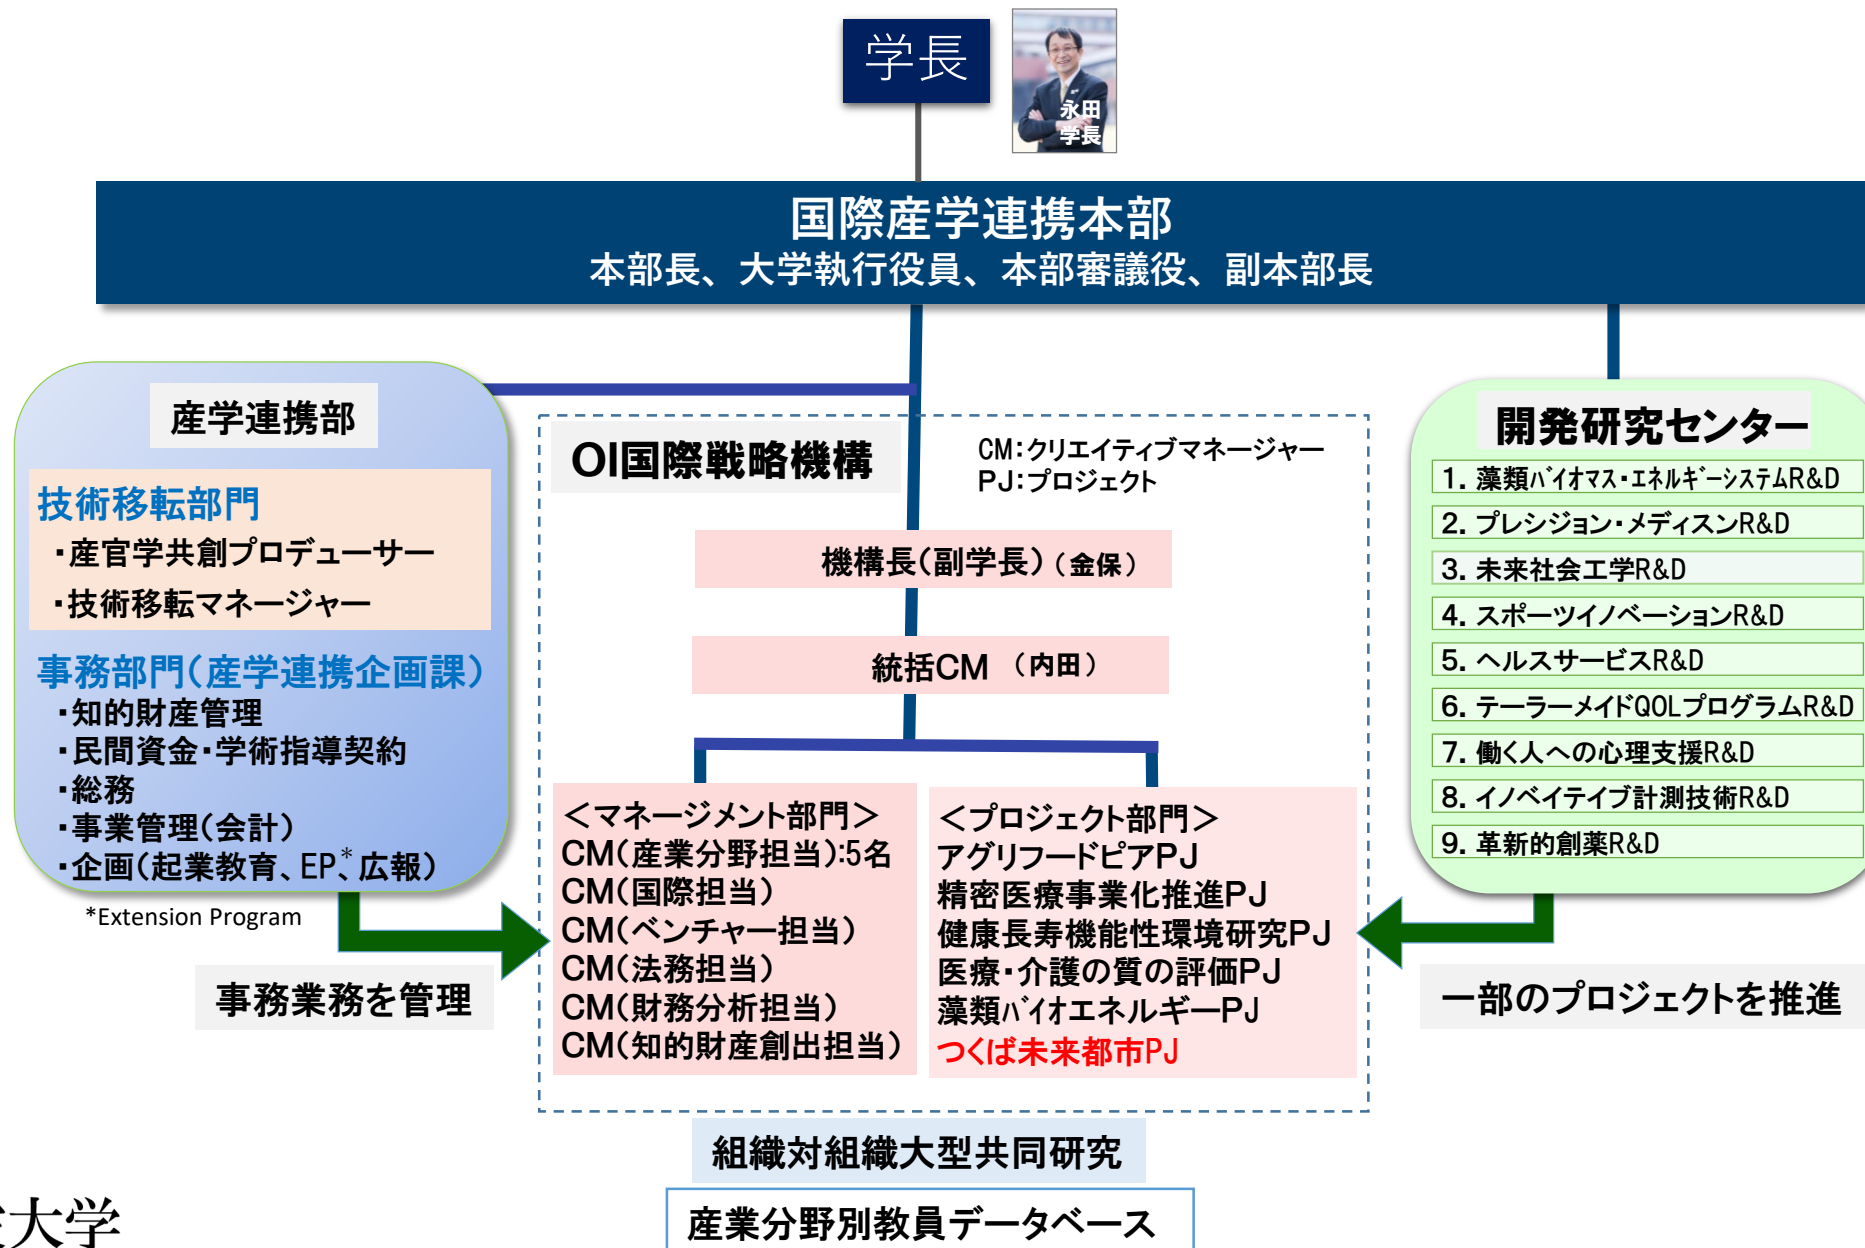 学長
永田
学長
国際産学連携本部
本部長、大学執行役員、本部審議役、副本部長
産学連携部
技術移転部門
・産官学共創プロデューサー
・技術移転マネージャー
事務部門(産学連携企画課)
・知的財産管理
・民間資金・学術指導契約
・総務
・事業管理(会計)
・企画(起業教育、EP*、広報)
*Extension Program
事務業務を管理
OI国際戦略機構
CM:クリエイティブマネージャー
PJ:プロジェクト
機構長(副学長)(金保)
統括CM (内田)
<マネージメント部門>
CM(産業分野担当):5名
CM(国際担当)
CM(ベンチャー担当)
CM(法務担当)
CM(財務分析担当)
CM(知的財産創出担当)
<プロジェクト部門>
アグリフードピアPJ
精密医療事業化推進PJ
健康長寿機能性環境研究PJ
医療・介護の質の評価PJ
藻類バイオエネルギーPJ
つくば未来都市PJ
開発研究センター
1. 藻類バイオマス・エネルギーシステムR&D
2. プレシジョン・メディスンR&D
3. 未来社会工学R&D
4. スポーツイノベーションR&D
5. ヘルスサービスR&D
6. テーラーメイドQOLプログラムR&D
7. 働く人への心理支援R&D
8. イノベイテイブ計測技術R&D
9. 革新的創薬R&D
一部のプロジェクトを推進
組織対組織大型共同研究
産業分野別教員データベース
大学